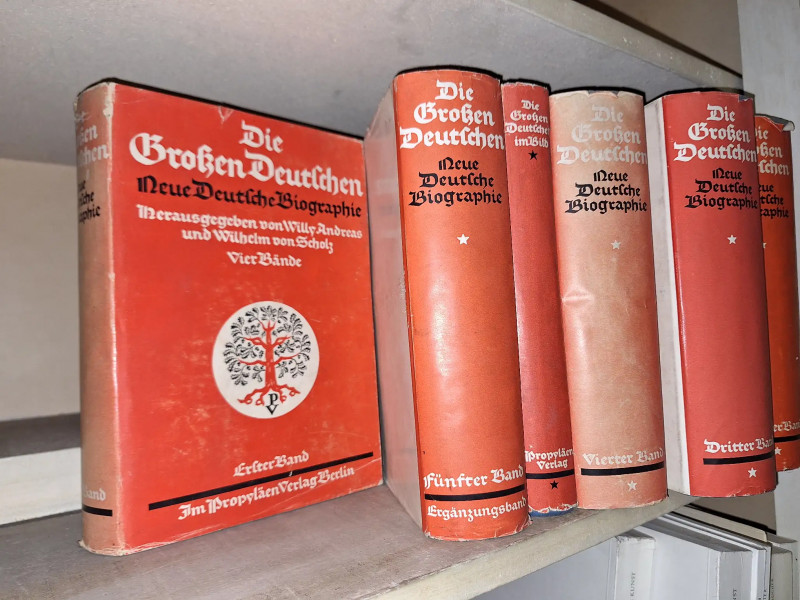 Die
Großen Deutschen
Neue Deutsche Biographie
Herausgegeben von Willy Andreas
und Wilhelm von Scholz
Vier Bände
PV
Erster Band
Im Propyläen Verlag Berlin
Die
Großen
Deutschen
Neue
Deutsche
Biographie
Fünfter Band
Ergänzungsband
Die
Großen
Deutschen
im Bild
Propyläen
Verlag
Die
Großen
Deutschen
Neue
Deutsche
Biographie
Vierter Band
Die
Großen
Deutschen
Neue
Deutsche
Biographie
Dritter Band